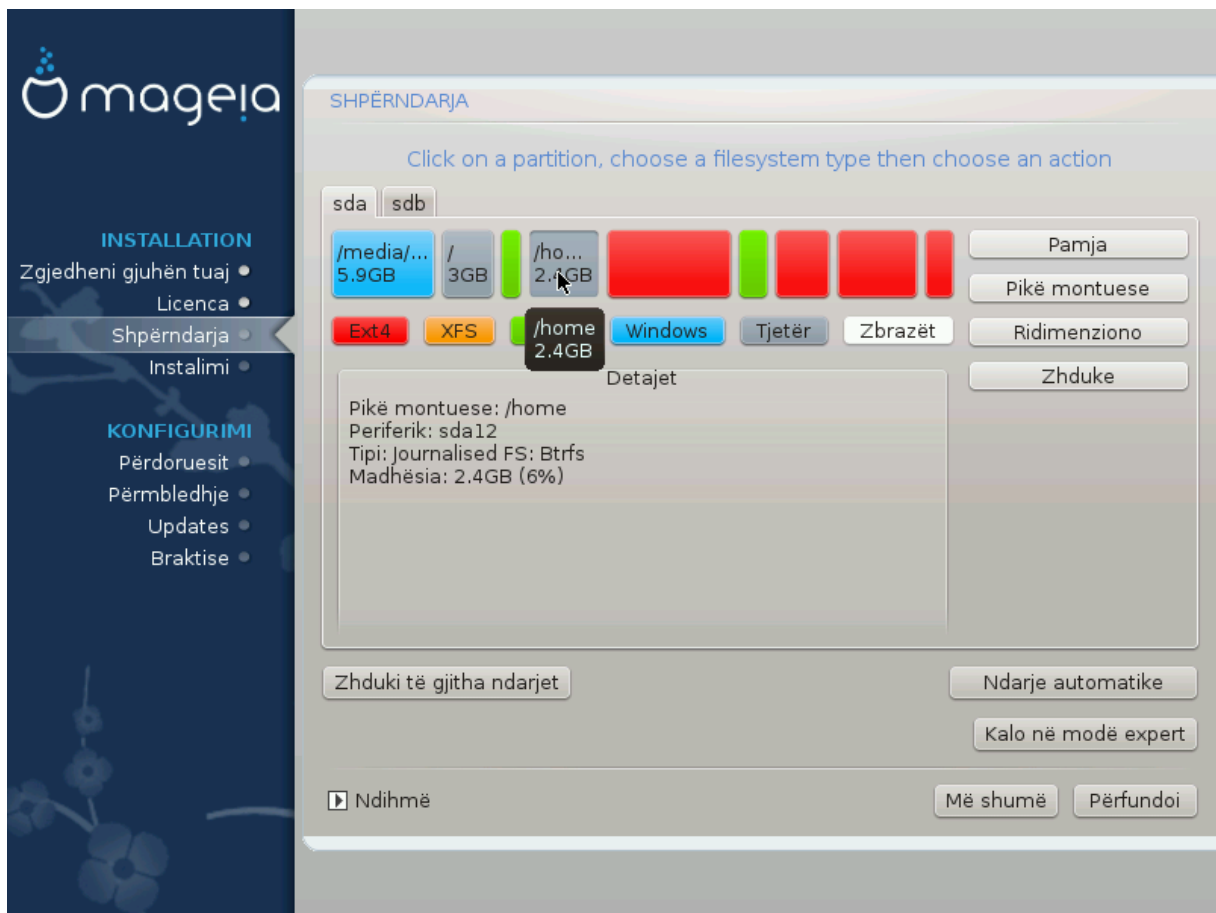 mageia
INSTALLATION
Zgjedheni gjuhën tuaj
Licenca
Shpërndarja
Instalimi
KONFIGURIMI
Përdoruesit
Përmbledhje
Updates
Braktise
SHPËRNDARJA
Click on a partition, choose a filesystem type then choose an action
sda sdb
/media/... / /ho...
5.9GB 3GB 2.4GB
Ext4 XFS Windows Tjetër Zbrazët
/home
2.4GB
Detajet
Pikë montuese: /home
Periferik: sda12
Tipi: Journalised FS: Btrfs
Madhësia: 2.4GB (6%)
Pamja
Pikë montuese
Ridimenziono
Zhduke
Zhduki të gjitha ndarjet
Ndarje automatike
Kalo në modë expert
Ndihmë
Më shumë Përfundoi